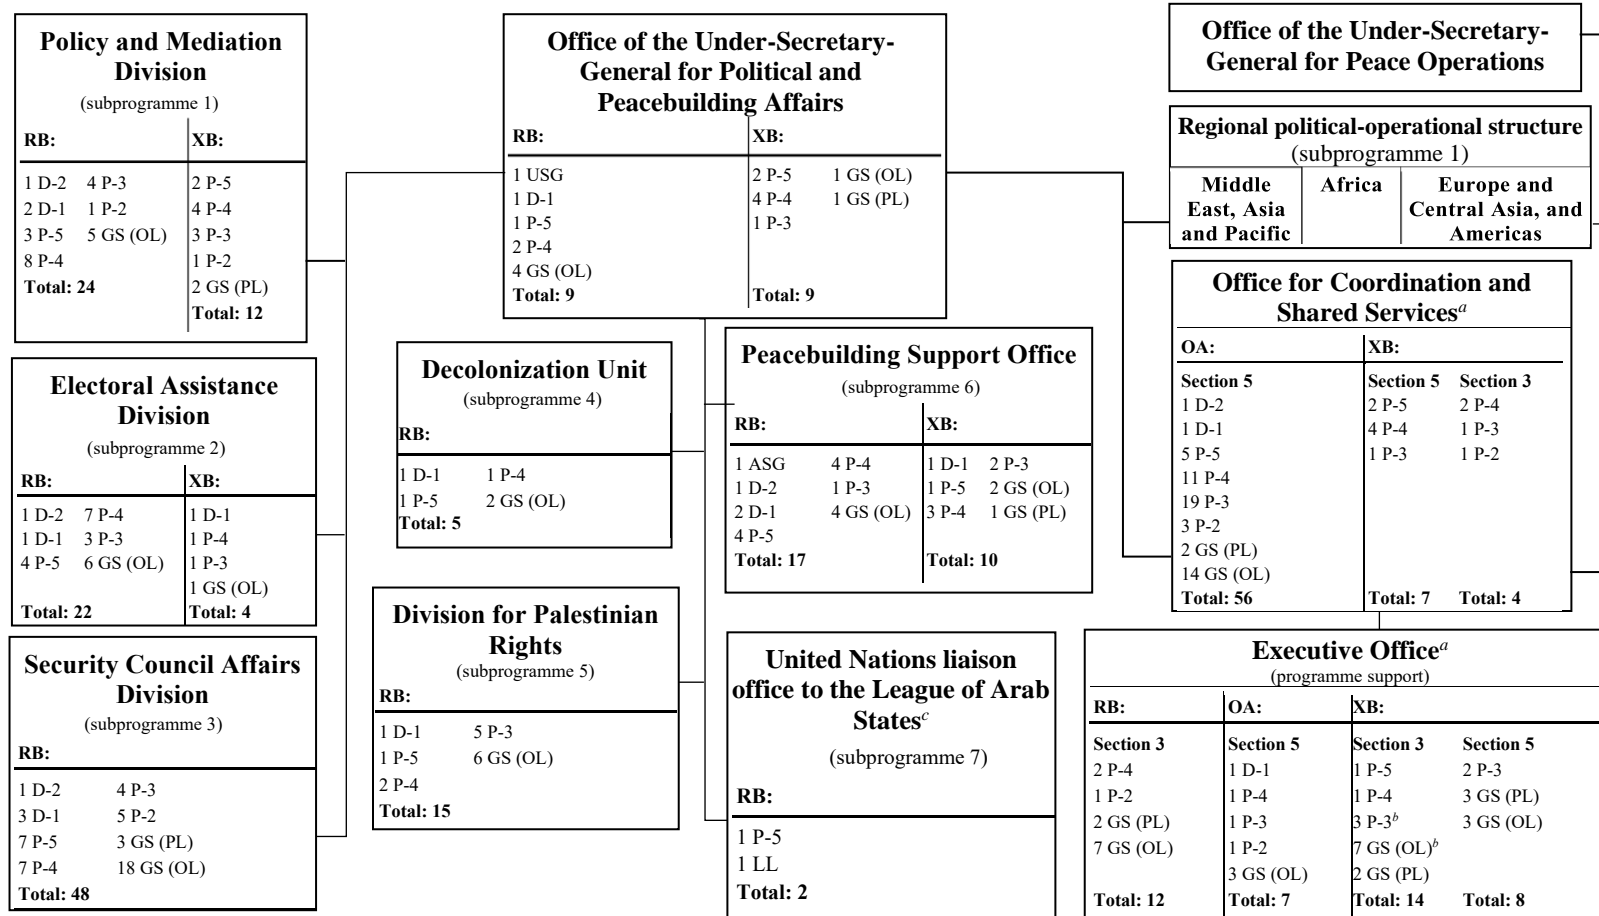 Policy and Mediation
Division
(subprogramme 1)
RB: XB:
1 D-2 4 P-3 2 P-5
2 D-1 1 P-2 4 P-4
3 P-5 5 GS (OL) 3 P-3
8 P-4 1 P-2
Total: 24 2 GS (PL)
Total: 12
Electoral Assistance
Division
(subprogramme 2)
RB: XB:
1 D-2 7 P-4 1 D-1
1 D-1 3 P-3 1 P-4
4 P-5 6 GS (OL) 1 P-3
1 GS (OL)
Total: 22 Total: 4
Security Council Affairs
Division
(subprogramme 3)
RB:
1 D-2 4 P-3
3 D-1 5 P-2
7 P-5 3 GS (PL)
7 P-4 18 GS (OL)
Total: 48
Office of the Under-Secretary-
General for Political and
Peacebuilding Affairs
RB: XB:
1 USG 2 P-5 1 GS (OL)
1 D-1 4 P-4 1 GS (PL)
1 P-5 1 P-3
2 P-4
4 GS (OL)
Total: 9 Total: 9
Decolonization Unit
(subprogramme 4)
RB:
1 D-1 1 P-4
1 P-5 2 GS (OL)
Total: 5
Peacebuilding Support Office
(subprogramme 6)
RB: XB:
1 ASG 4 P-4 1 D-1 2 P-3
1 D-2 1 P-3 1 P-5 2 GS (OL)
2 D-1 4 GS (OL) 3 P-4 1 GS (PL)
4 P-5
Total: 17 Total: 10
Division for Palestinian
Rights
(subprogramme 5)
RB:
1 D-1 5 P-3
1 P-5 6 GS (OL)
2 P-4
Total: 15
United Nations liaison
office to the League of Arab
States<sup>c</sup>
(subprogramme 7)
RB:
1 P-5
1 LL
Total: 2
Office of the Under-Secretary-
General for Peace Operations
Regional political-operational structure
(subprogramme 1)
Middle Africa Europe and
East, Asia Central Asia, and
and Pacific Americas
Office for Coordination and
Shared Services<sup>a</sup>
OA: XB:
Section 5 Section 5 Section 3
1 D-2 2 P-5 2 P-4
1 D-1 4 P-4 1 P-3
5 P-5 1 P-3 1 P-2
11 P-4
19 P-3
3 P-2
2 GS (PL)
14 GS (OL)
Total: 56 Total: 7 Total: 4
Executive Office<sup>a</sup>
(programme support)
RB: OA: XB:
Section 3 Section 5 Section 3 Section 5
2 P-4 1 D-1 1 P-5 2 P-3
1 P-2 1 P-4 1 P-4 3 GS (PL)
2 GS (PL) 1 P-3 3 P-3<sup>b</sup> 3 GS (OL)
7 GS (OL) 1 P-2 7 GS (OL)<sup>b</sup>
3 GS (OL) 2 GS (PL)
Total: 12 Total: 7 Total: 14 Total: 8